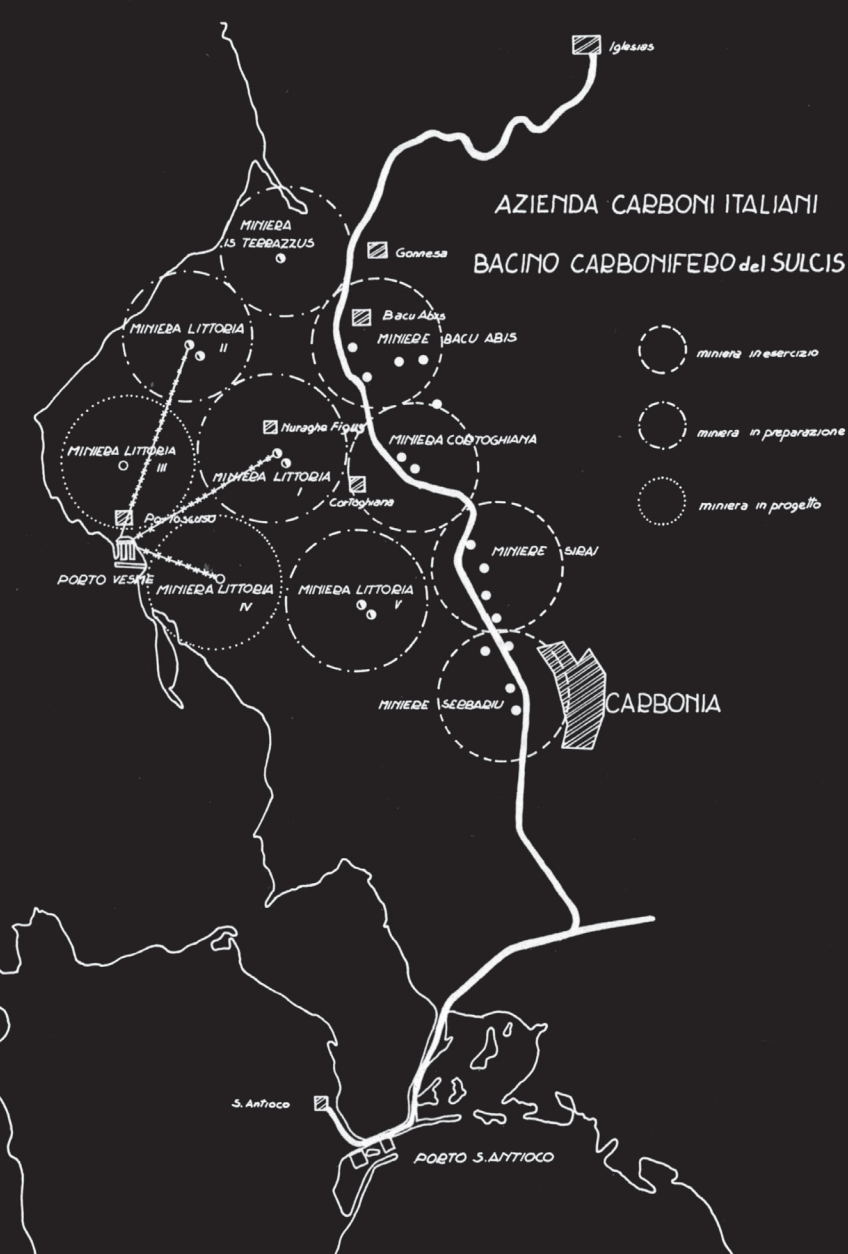 Iglesias
AZIENDA CARBONI ITALIANI
BACINO CARBONIFERO del SULCIS
MINIERA
IS TERRAZZUS
Gonnesa
Bacu Abis
MINIERE BACU ABIS
MINIERA LITTORIA
II
miniera in esercizio
Nuraghe Figus
MINIERA CORTOGHIANA
miniera in preparazione
MINIERA LITTORIA
III
MINIERA LITTORIA
I
Cortoghiana
miniera in progetto
Portoscuso
MINIERE SIRAI
PORTO VESME
MINIERA LITTORIA
IV
MINIERA LITTORIA
V
MINIERE SERBARIU
CARBONIA
S. Antioco
PORTO S. ANTIOCO